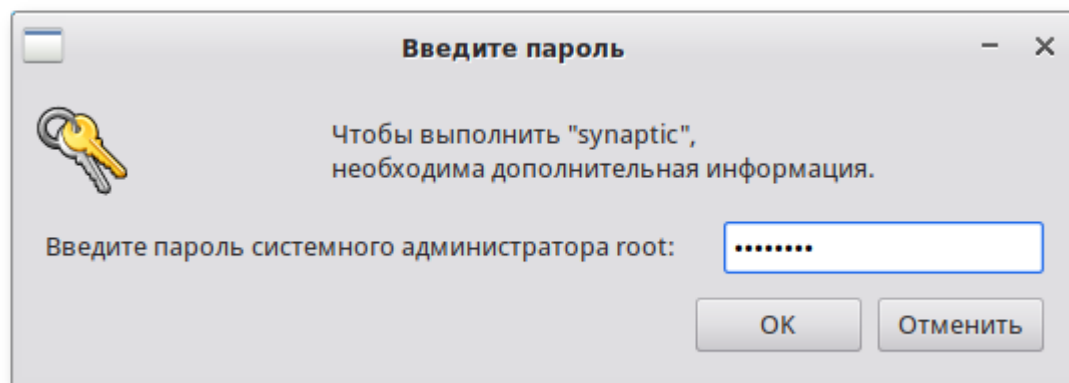 Введите пароль
Чтобы выполнить "synaptic",
необходима дополнительная информация.
Введите пароль системного администратора root: ••••••••
OK Отменить